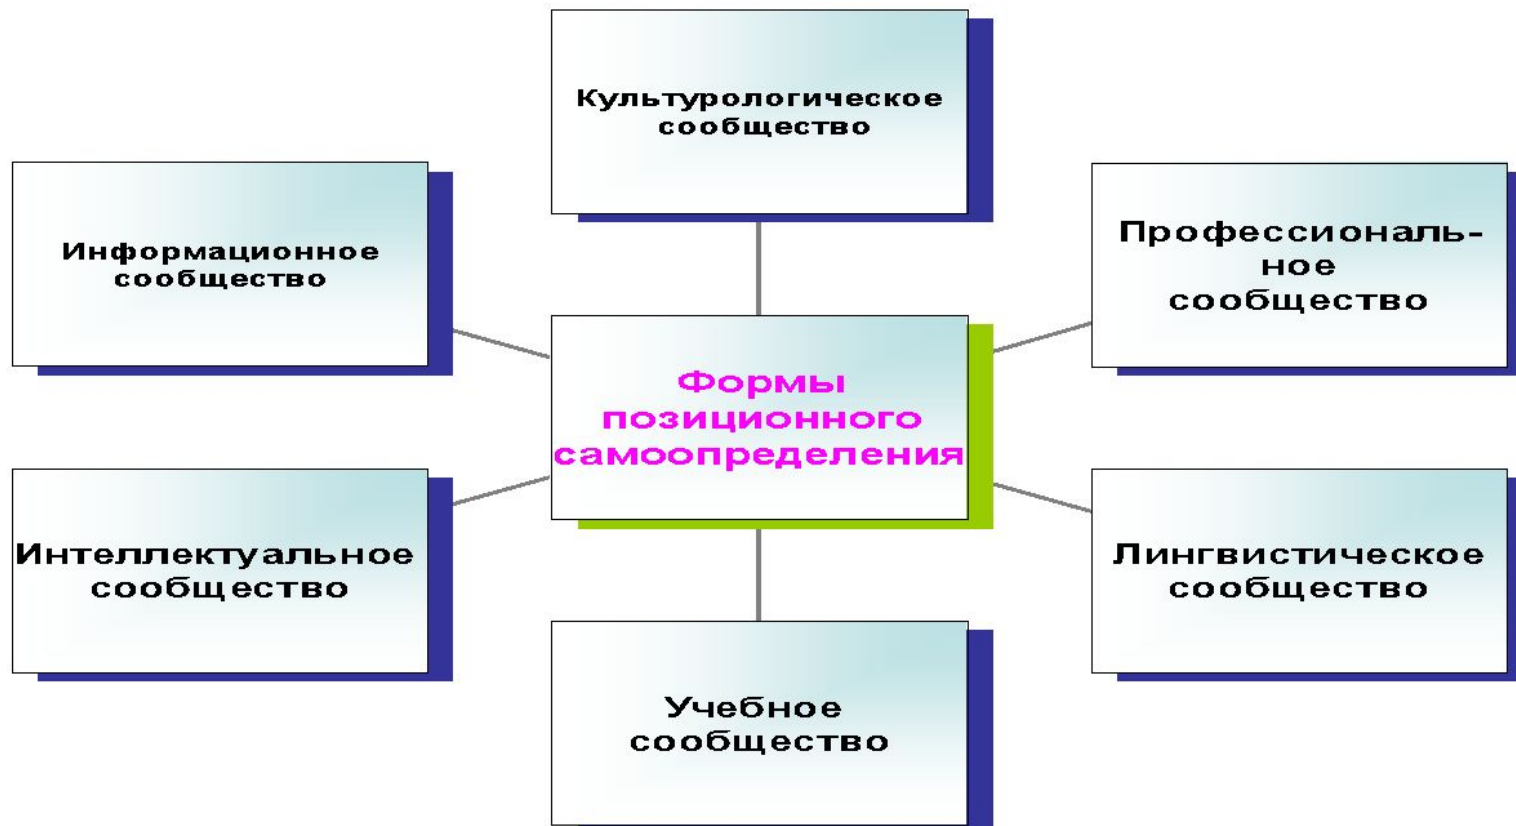 Культурологическое
сообщество
Информационное
сообщество
Профессиональ-
ное
сообщество
Формы
позиционного
самоопределения
Интеллектуальное
сообщество
Лингвистическое
сообщество
Учебное
сообщество